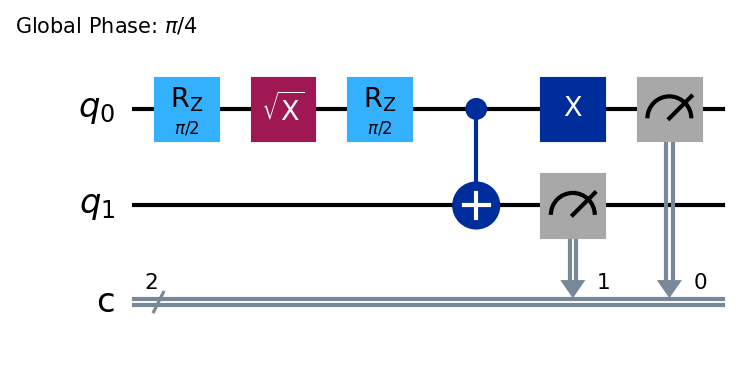 Global Phase: π/4
q₀ R_Z π/2 √X R_Z π/2 X
q₁
c 2 1 0